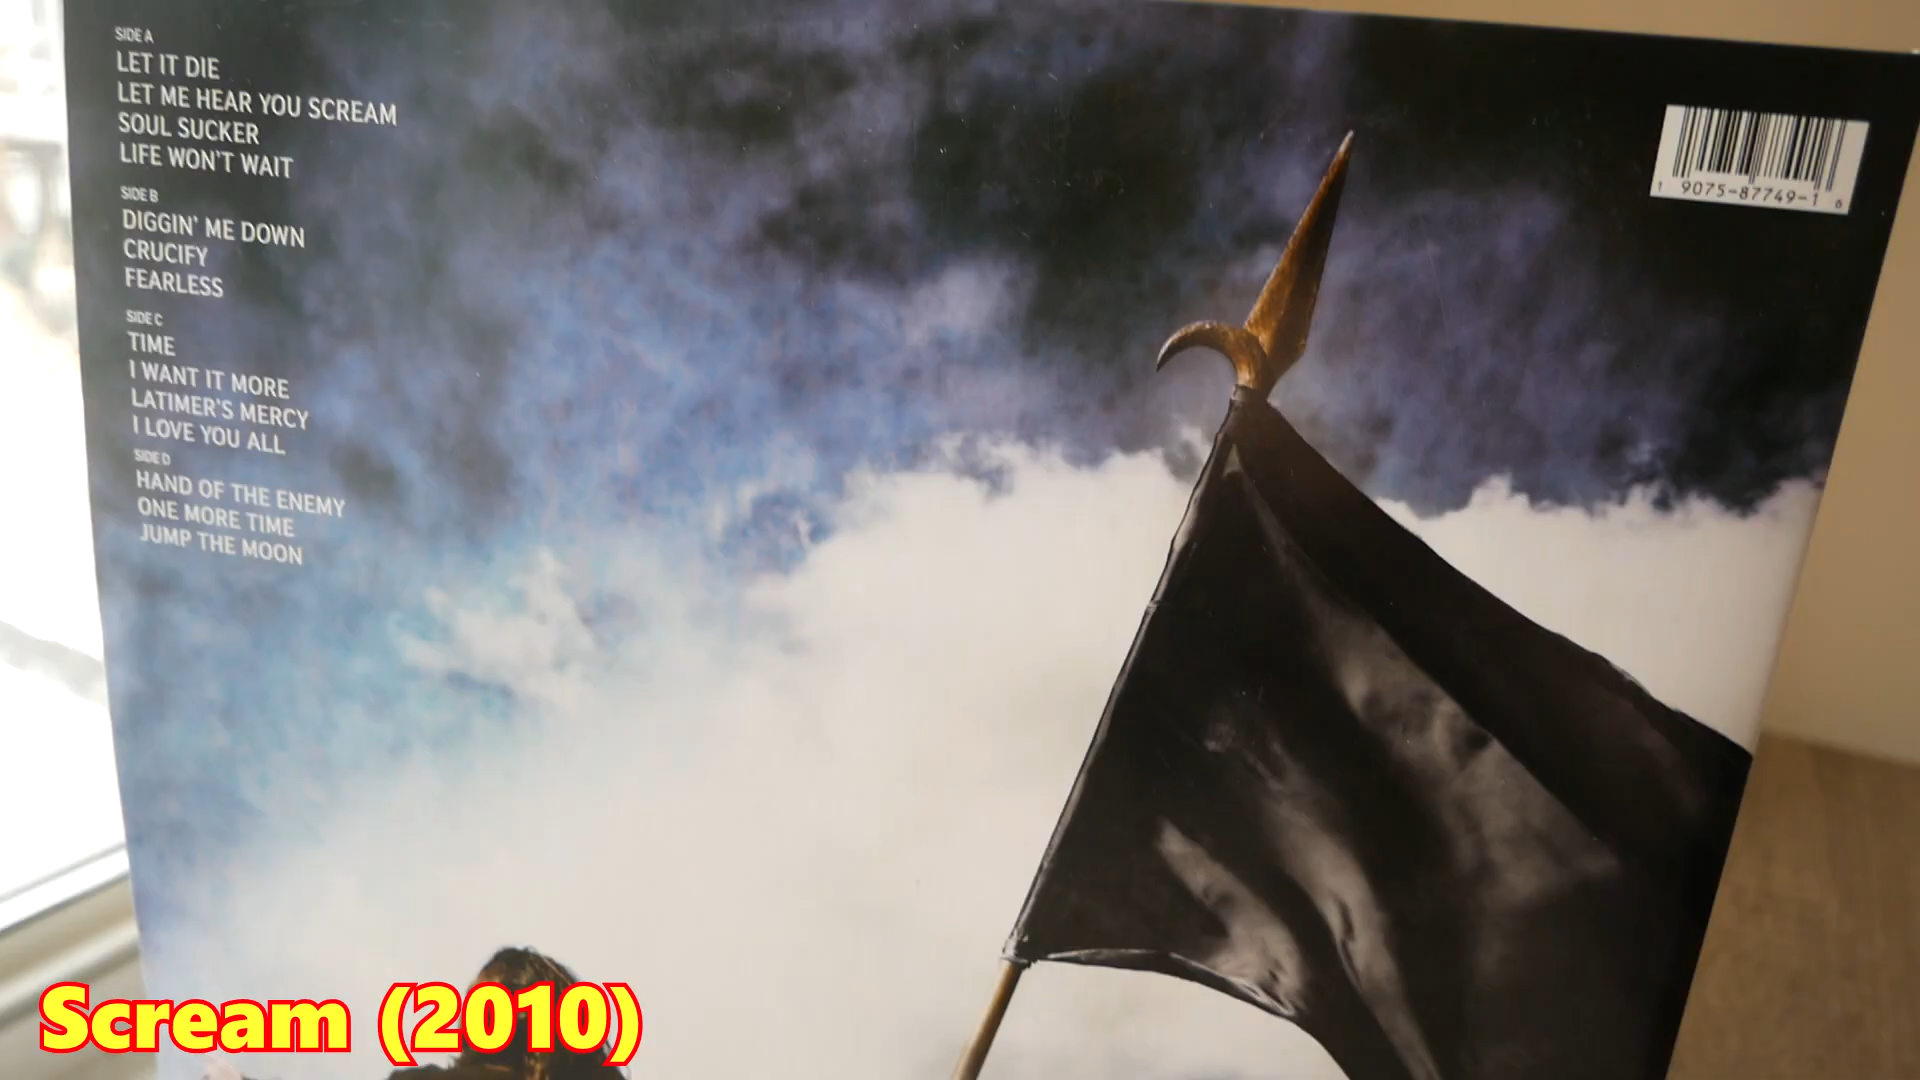 SIDE A
LET IT DIE
LET ME HEAR YOU SCREAM
SOUL SUCKER
LIFE WON'T WAIT
SIDE B
DIGGIN' ME DOWN
CRUCIFY
FEARLESS
SIDE C
TIME
I WANT IT MORE
LATIMER'S MERCY
I LOVE YOU ALL
SIDE D
HAND OF THE ENEMY
ONE MORE TIME
JUMP THE MOON
1 9075-87749-1 6
Scream (2010)